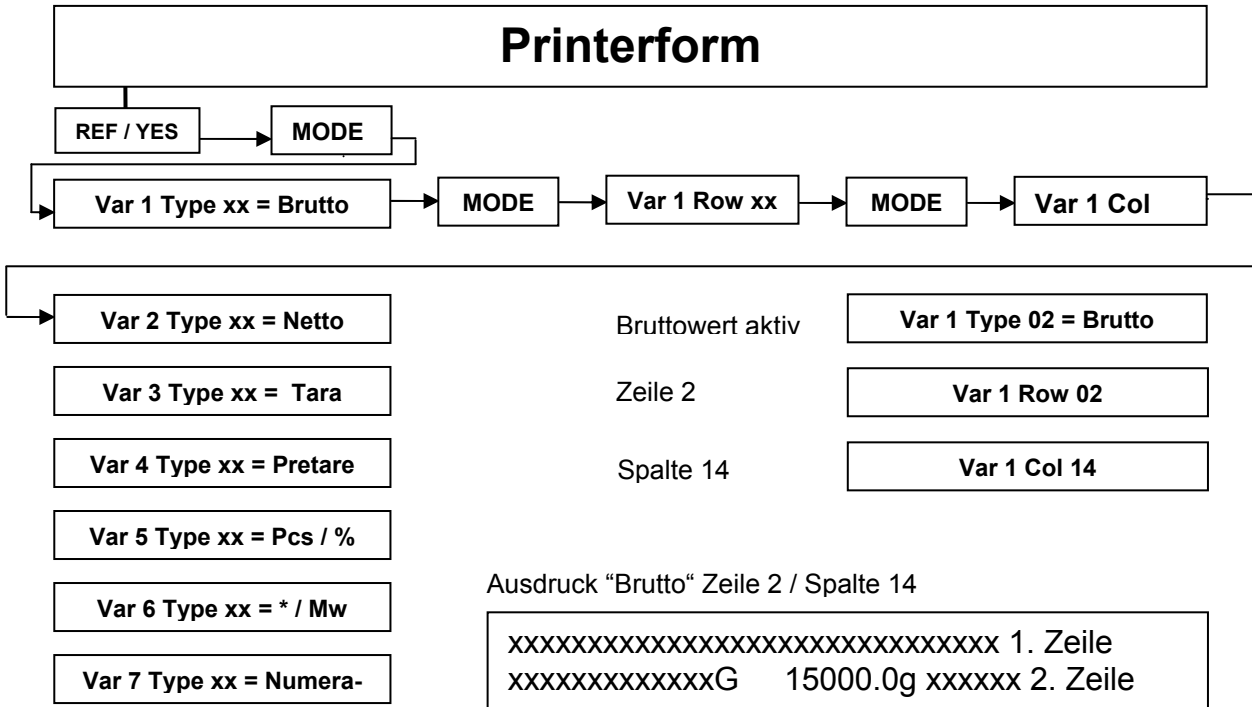 Printerform
REF / YES MODE
Var 1 Type xx = Brutto MODE Var 1 Row xx MODE Var 1 Col
Var 2 Type xx = Netto Bruttowert aktiv Var 1 Type 02 = Brutto
Var 3 Type xx = Tara Zeile 2 Var 1 Row 02
Var 4 Type xx = Pretare Spalte 14 Var 1 Col 14
Var 5 Type xx = Pcs / %
Ausdruck “Brutto“ Zeile 2 / Spalte 14
Var 6 Type xx = * / Mw
xxxxxxxxxxxxxxxxxxxxxxxxxxxxxxx 1. Zeile
Var 7 Type xx = Numera-
xxxxxxxxxxxxxG 15000.0g xxxxxx 2. Zeile